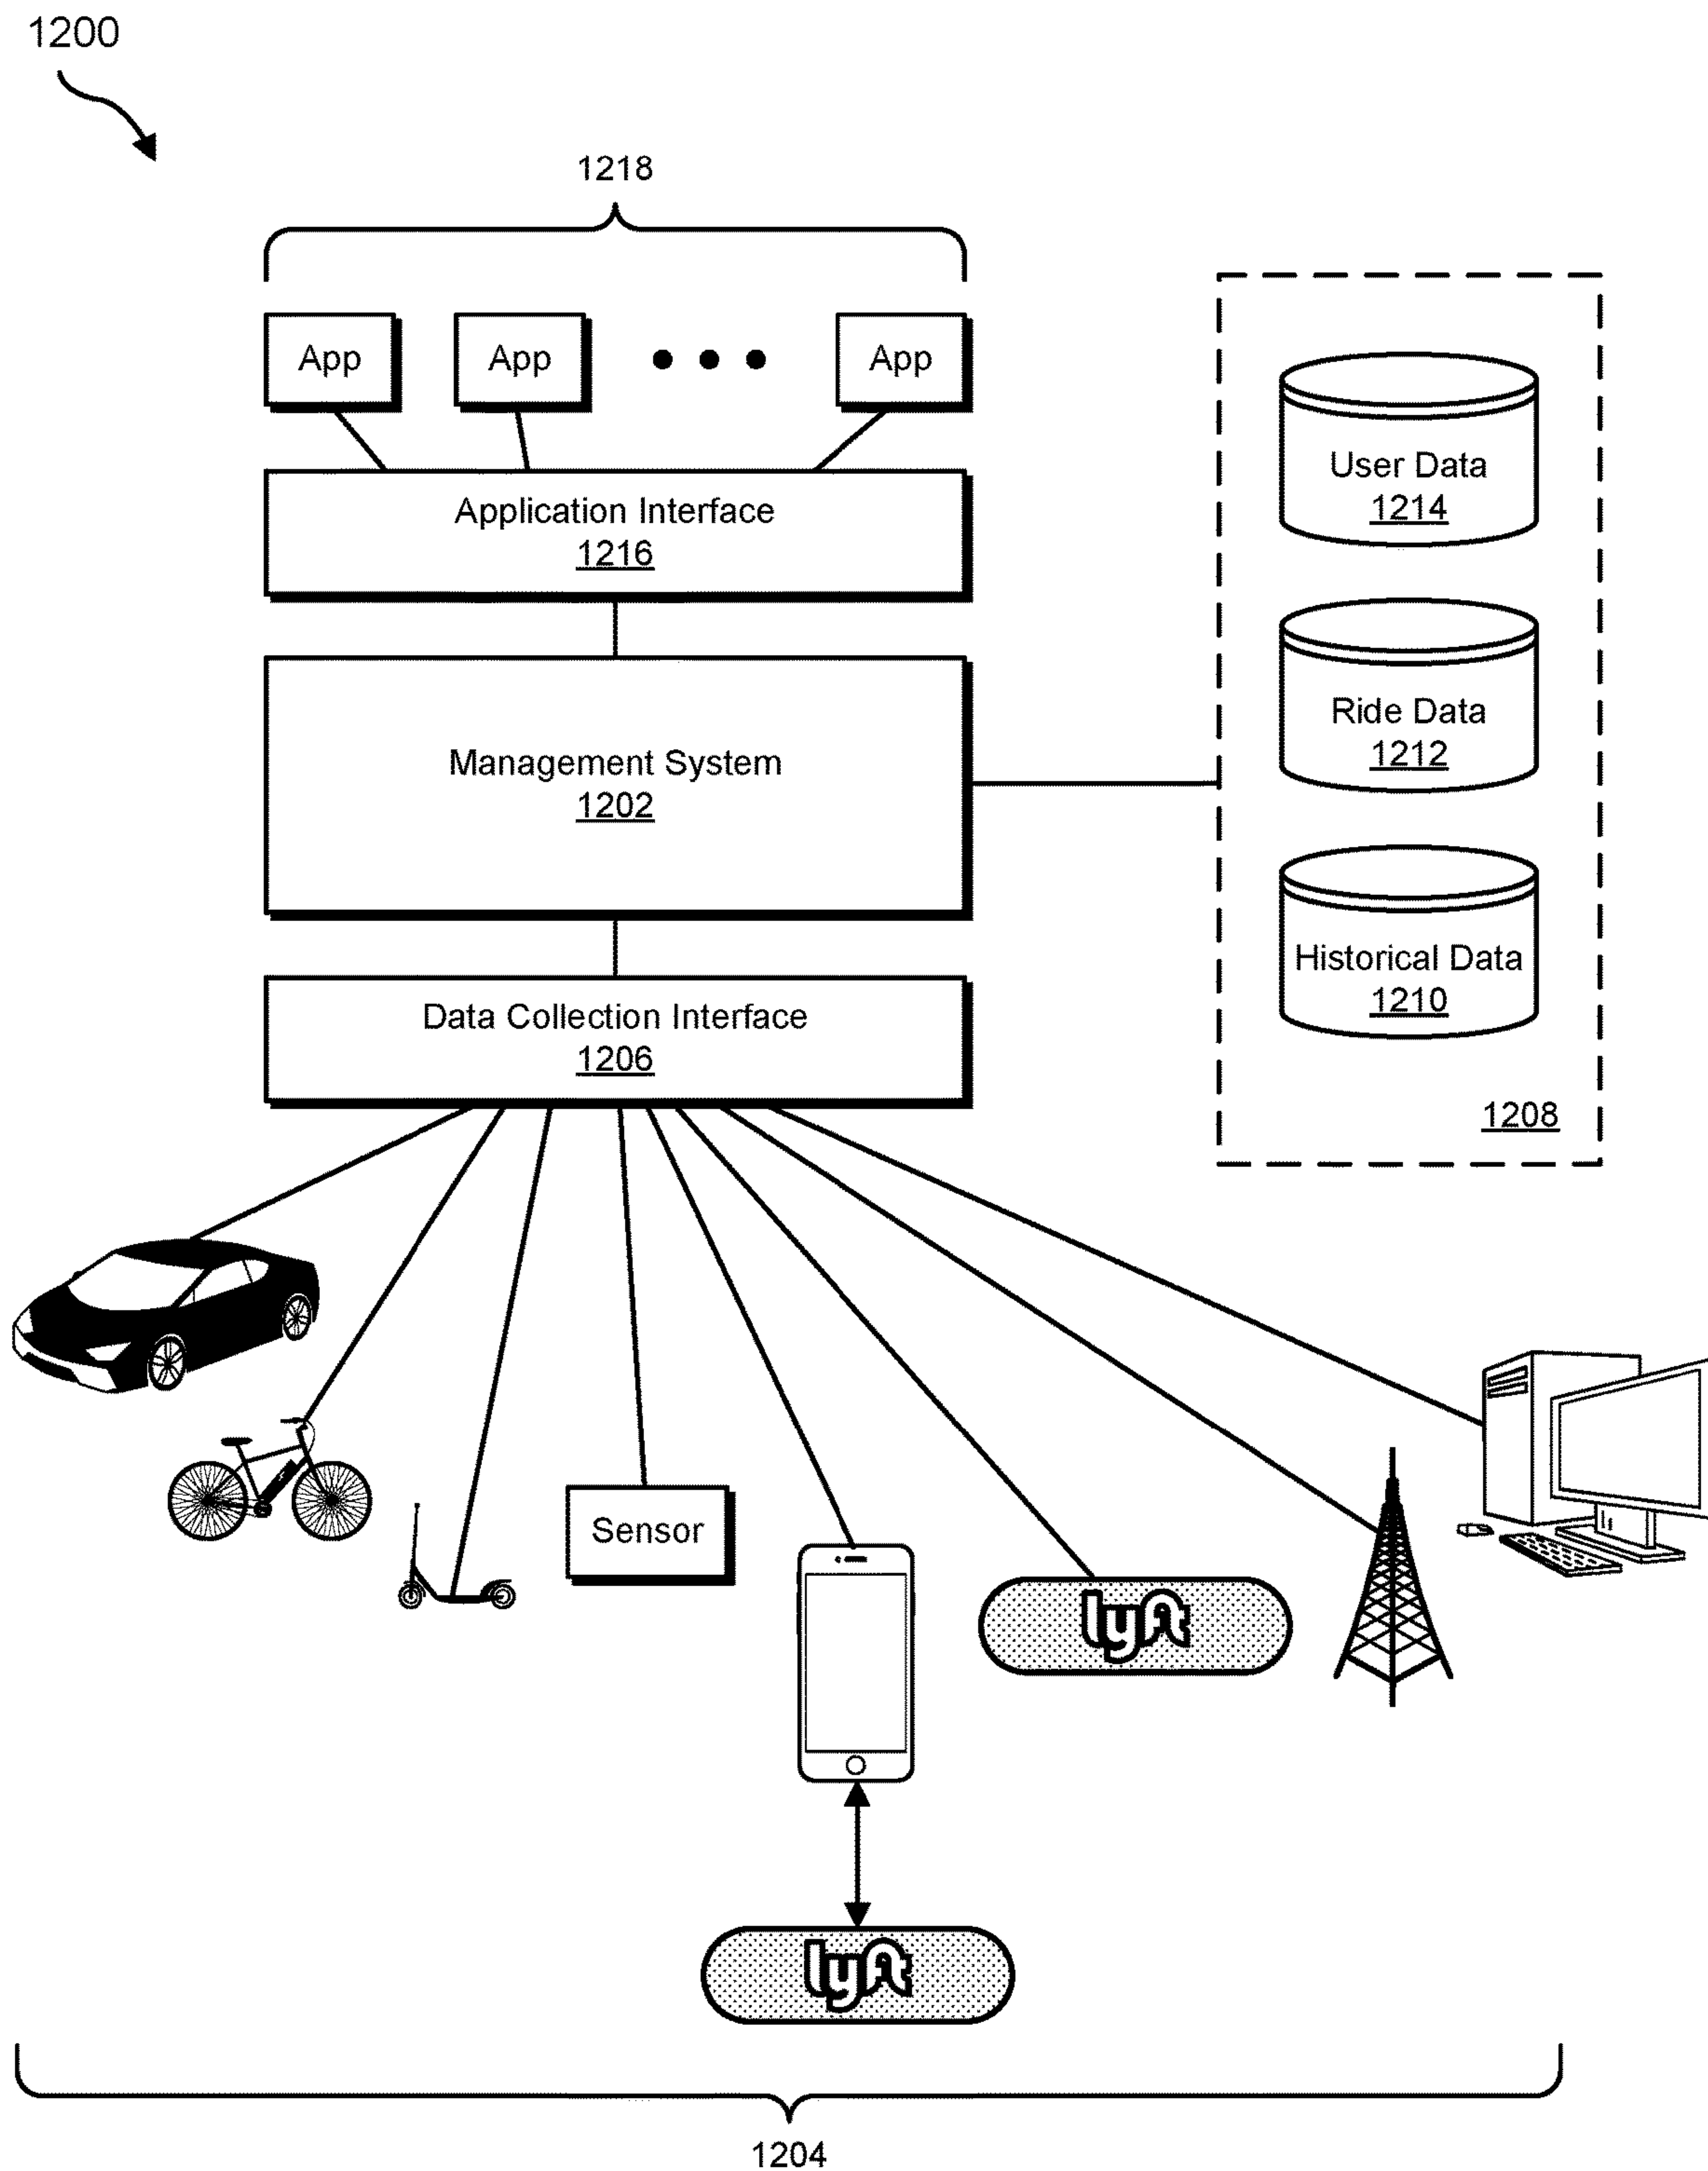 1200
1218
App
App
App
Application Interface
1216
Management System
1202
Data Collection Interface
1206
User Data
1214
Ride Data
1212
Historical Data
1210
1208
Sensor
lyft
lyft
1204